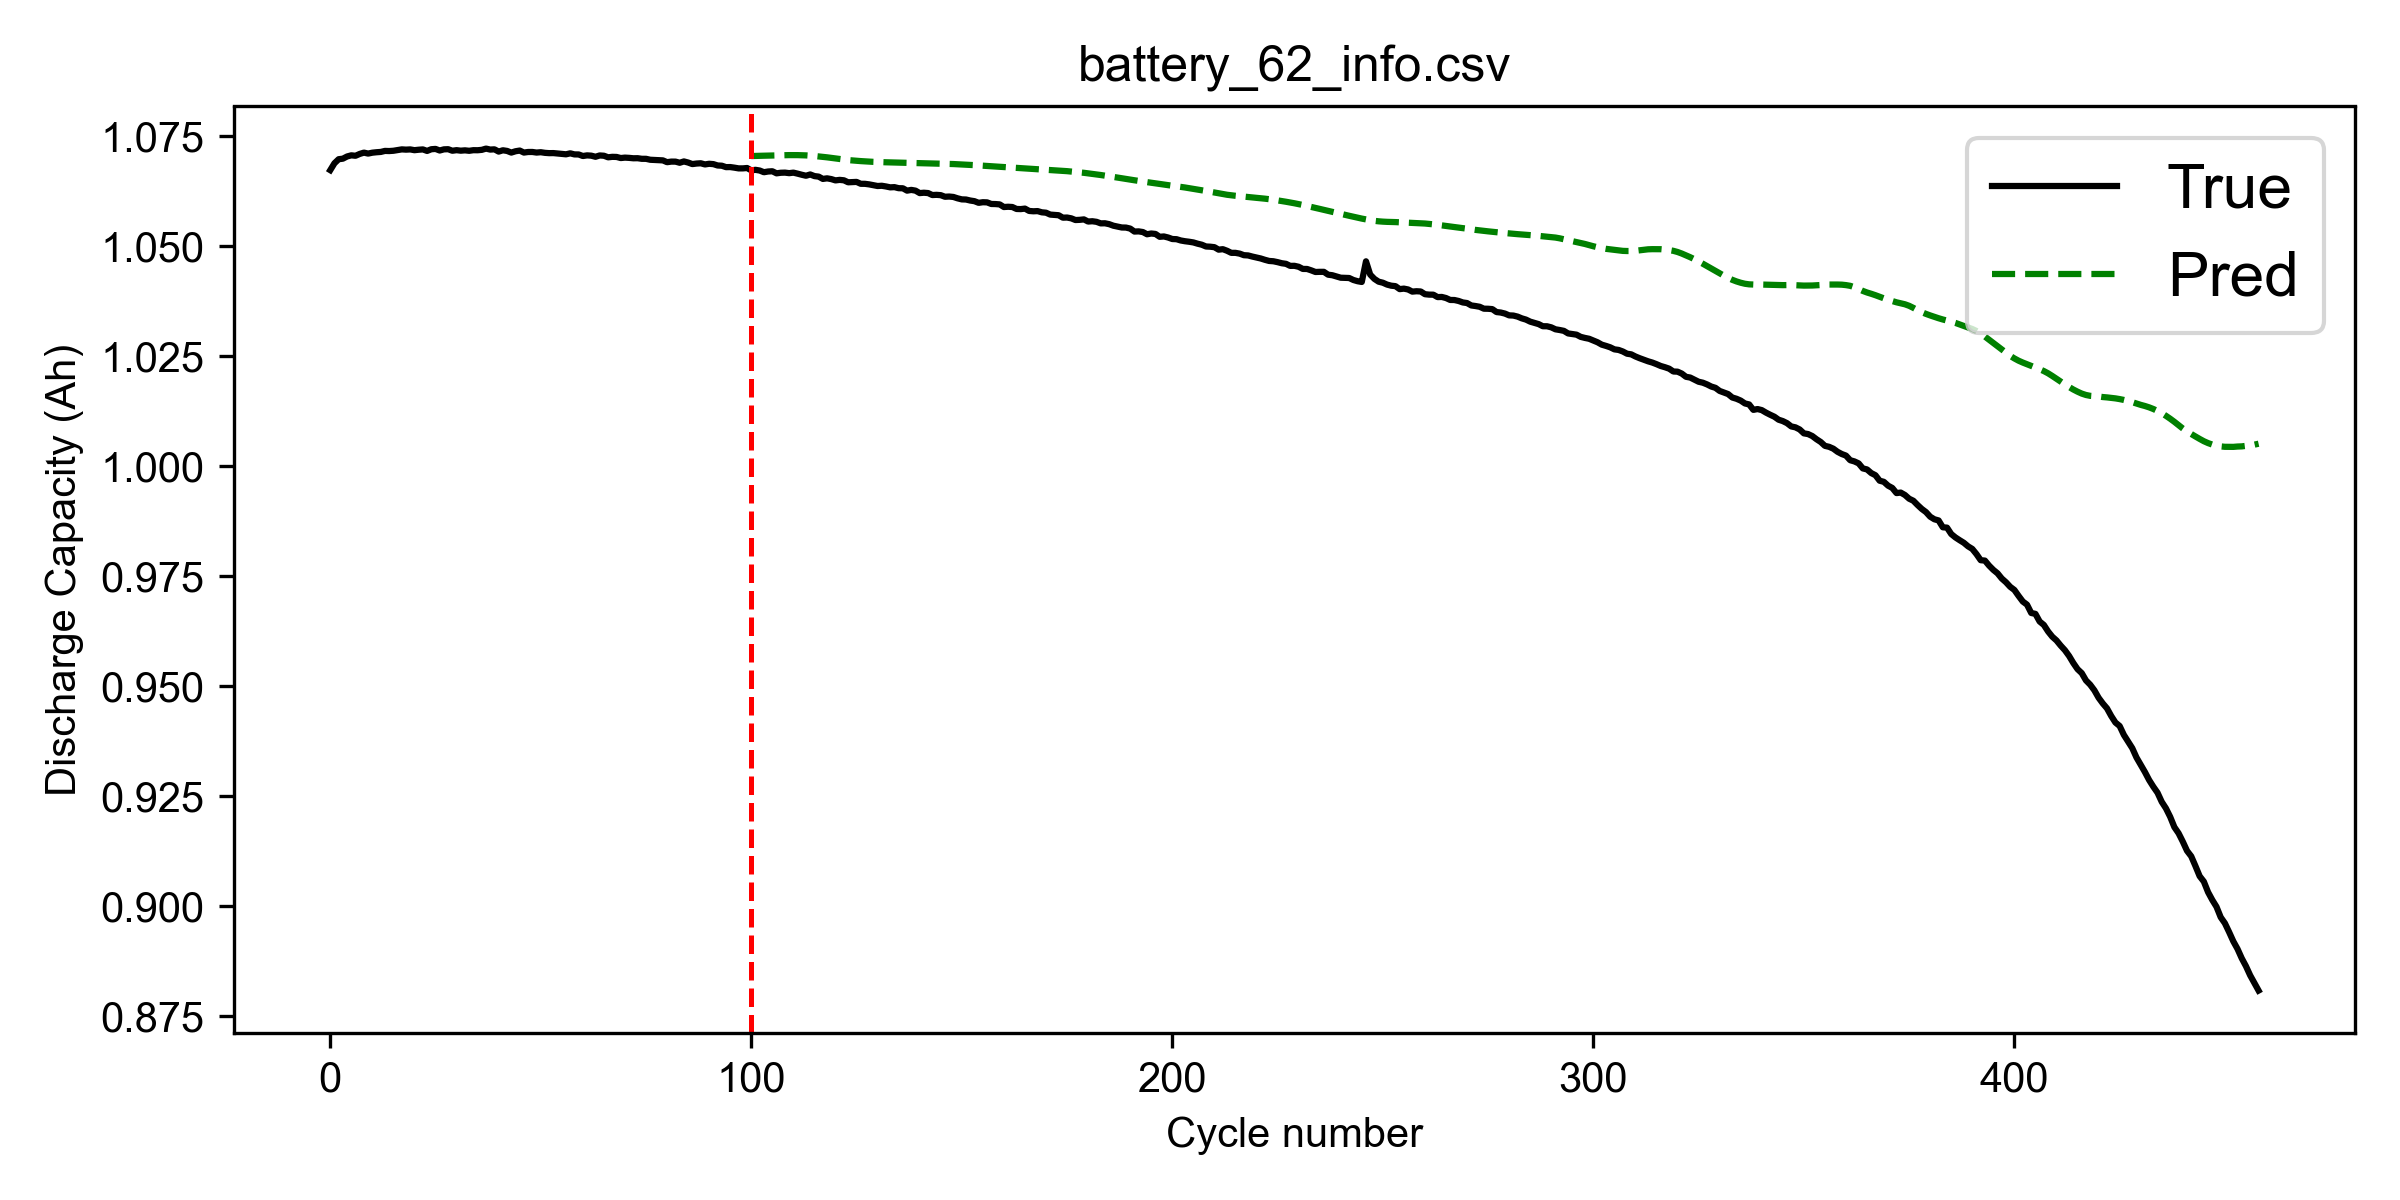 battery_62_info.csv
1.075
1.050
1.025
1.000
0.975
0.950
0.925
0.900
0.875
Discharge Capacity (Ah)
True
Pred
0 100 200 300 400
Cycle number